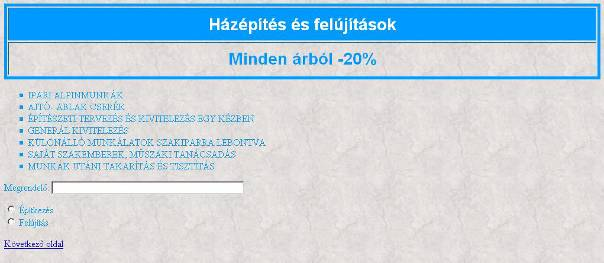 Házépítés és felújítások
Minden árból -20%
IPARI ALPINMUNKÁK
AJTÓ- ABLAK CSERÉK
ÉPÍTÉSZETI TERVEZÉS ÉS KIVITELEZÉS EGY KÉZBEN
GENERÁL KIVITELEZÉS
KÜLÖNÁLLÓ MUNKÁLATOK SZAKIPARRA LEBONTVA
SAJÁT SZAKEMBEREK, MŰSZAKI TANÁCSADÁS
MUNKÁK UTÁNI TAKARÍTÁS ÉS TISZTÍTÁS
Megrendelő:
Építkezés
Felújítás
Következő oldal